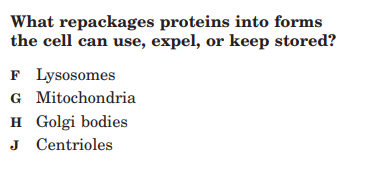 What repackages proteins into forms
the cell can use, expel, or keep stored?
F Lysosomes
G Mitochondria
H Golgi bodies
J Centrioles